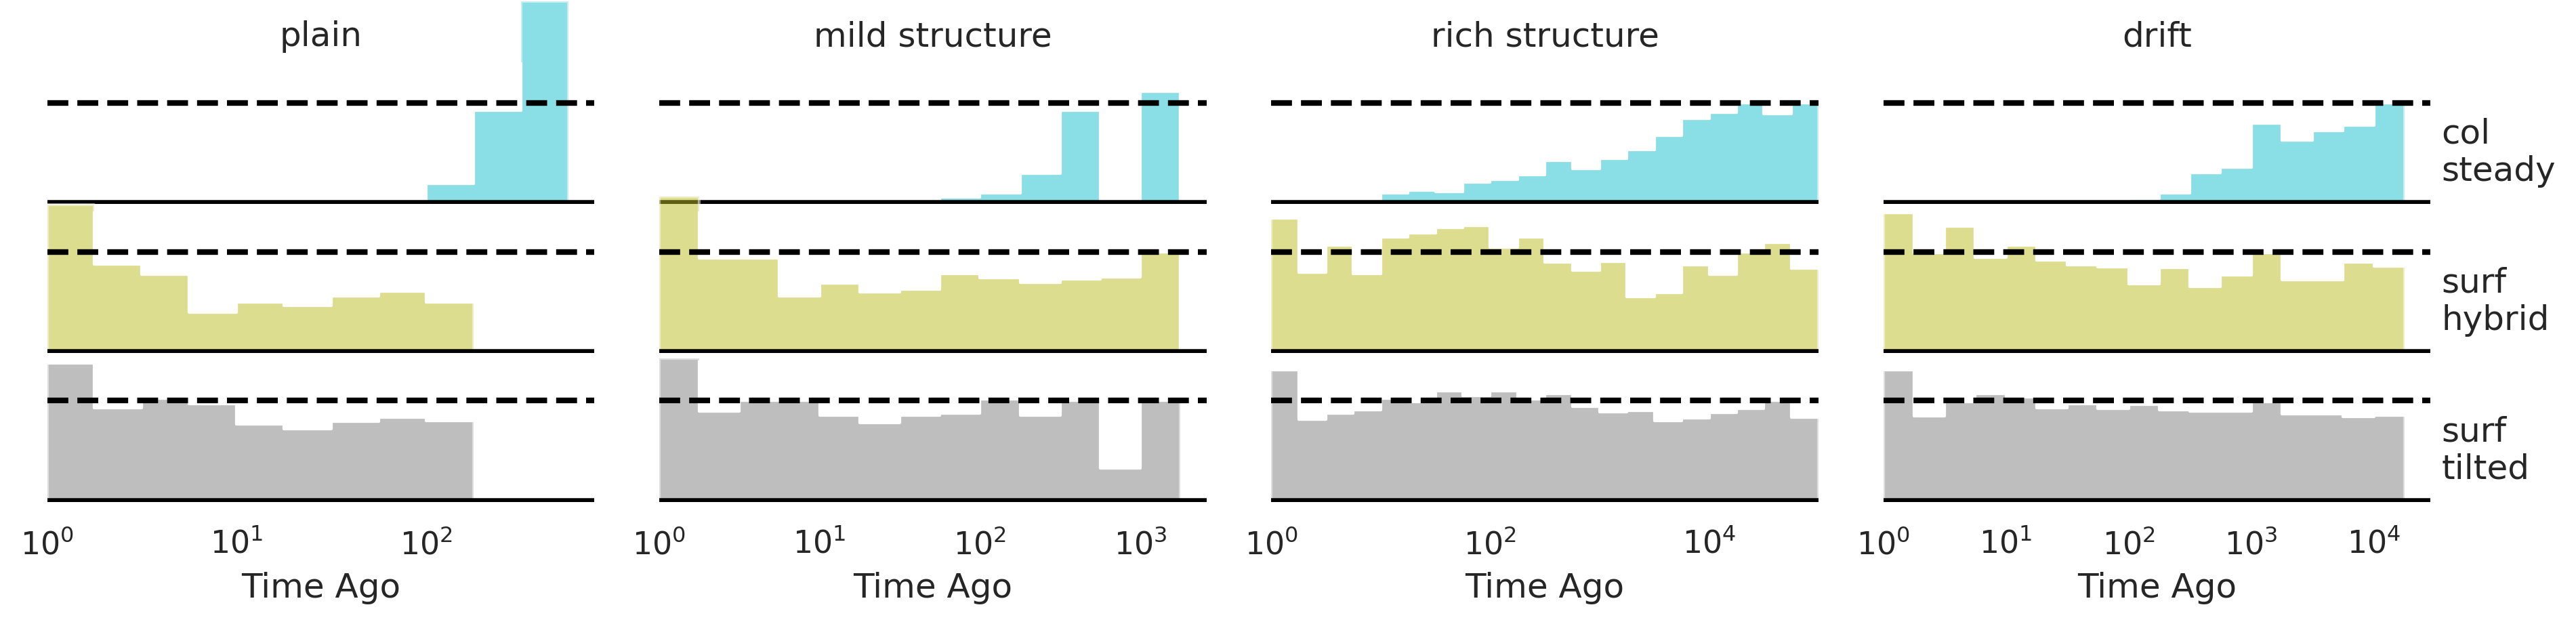 plain
mild structure
rich structure
drift
col
steady
surf
hybrid
surf
tilted
10⁰ 10¹ 10²
10⁰ 10¹ 10² 10³
10⁰ 10² 10⁴
10⁰ 10¹ 10² 10³ 10⁴
Time Ago
Time Ago
Time Ago
Time Ago